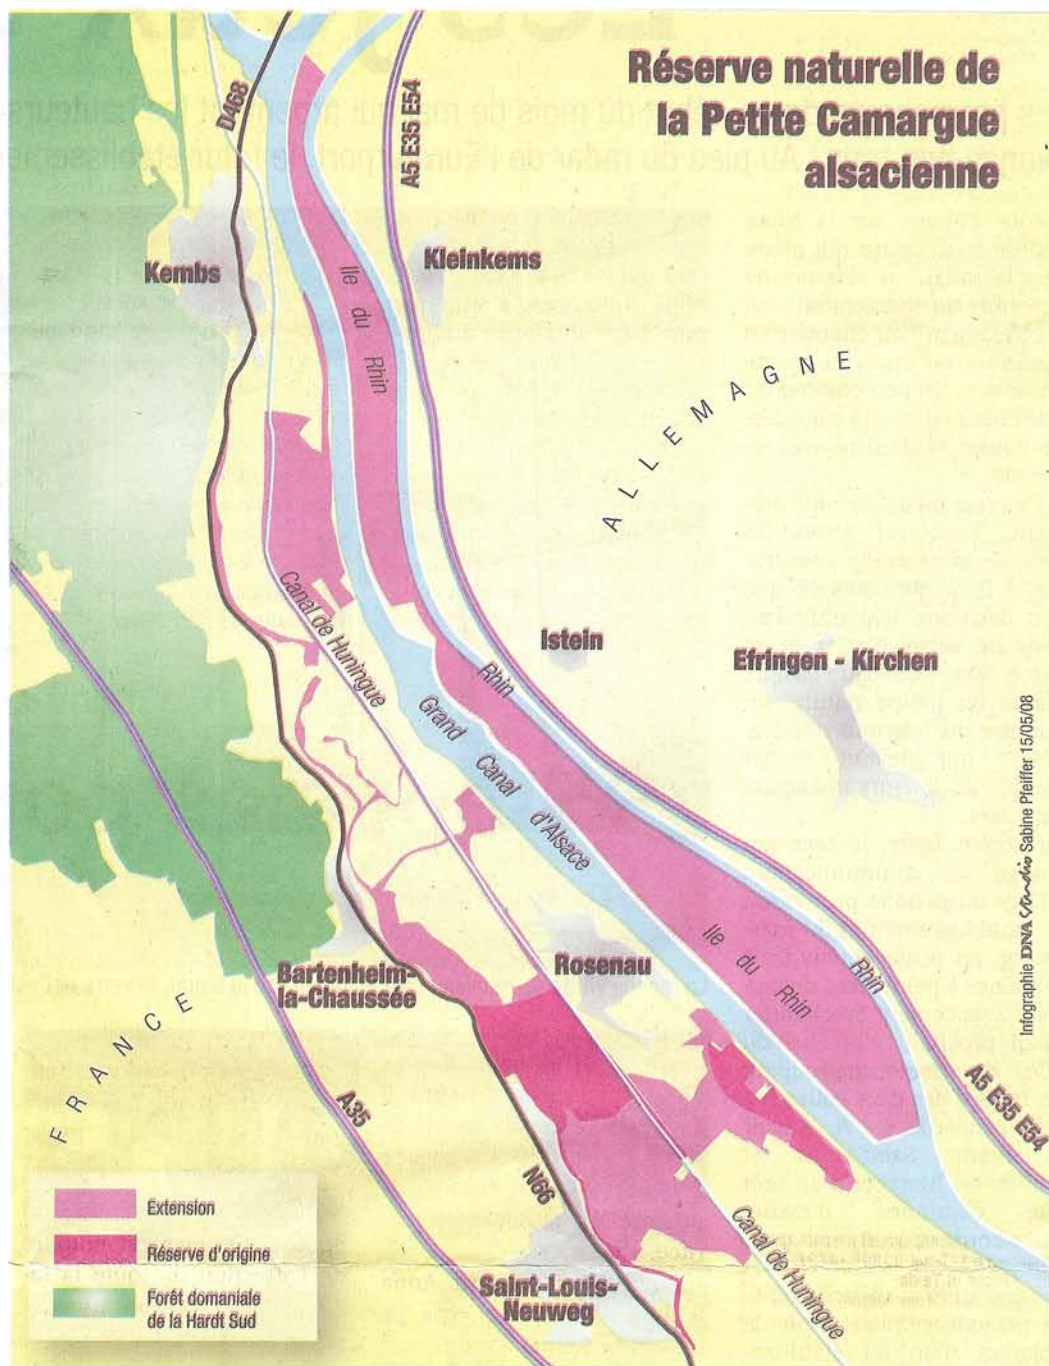 Réserve naturelle de
la Petite Camargue
alsacienne
D468
A5 E35 E54
Kembs
Kleinkems
Ile du Rhin
ALLEMAGNE
Canal de Huningue
Istein
Efringen - Kirchen
Rhin
Grand Canal d'Alsace
Infographie DNA Studio Sabine Pfeiffer 15/05/08
Bartenheim-
la-Chaussée
Rosenau
Ile du Rhin
Rhin
FRANCE
A35
A5 E35 E54
N66
Extension
Réserve d'origine
Forêt domaniale
de la Hardt Sud
Saint-Louis-
Neuweg
Canal de Huningue